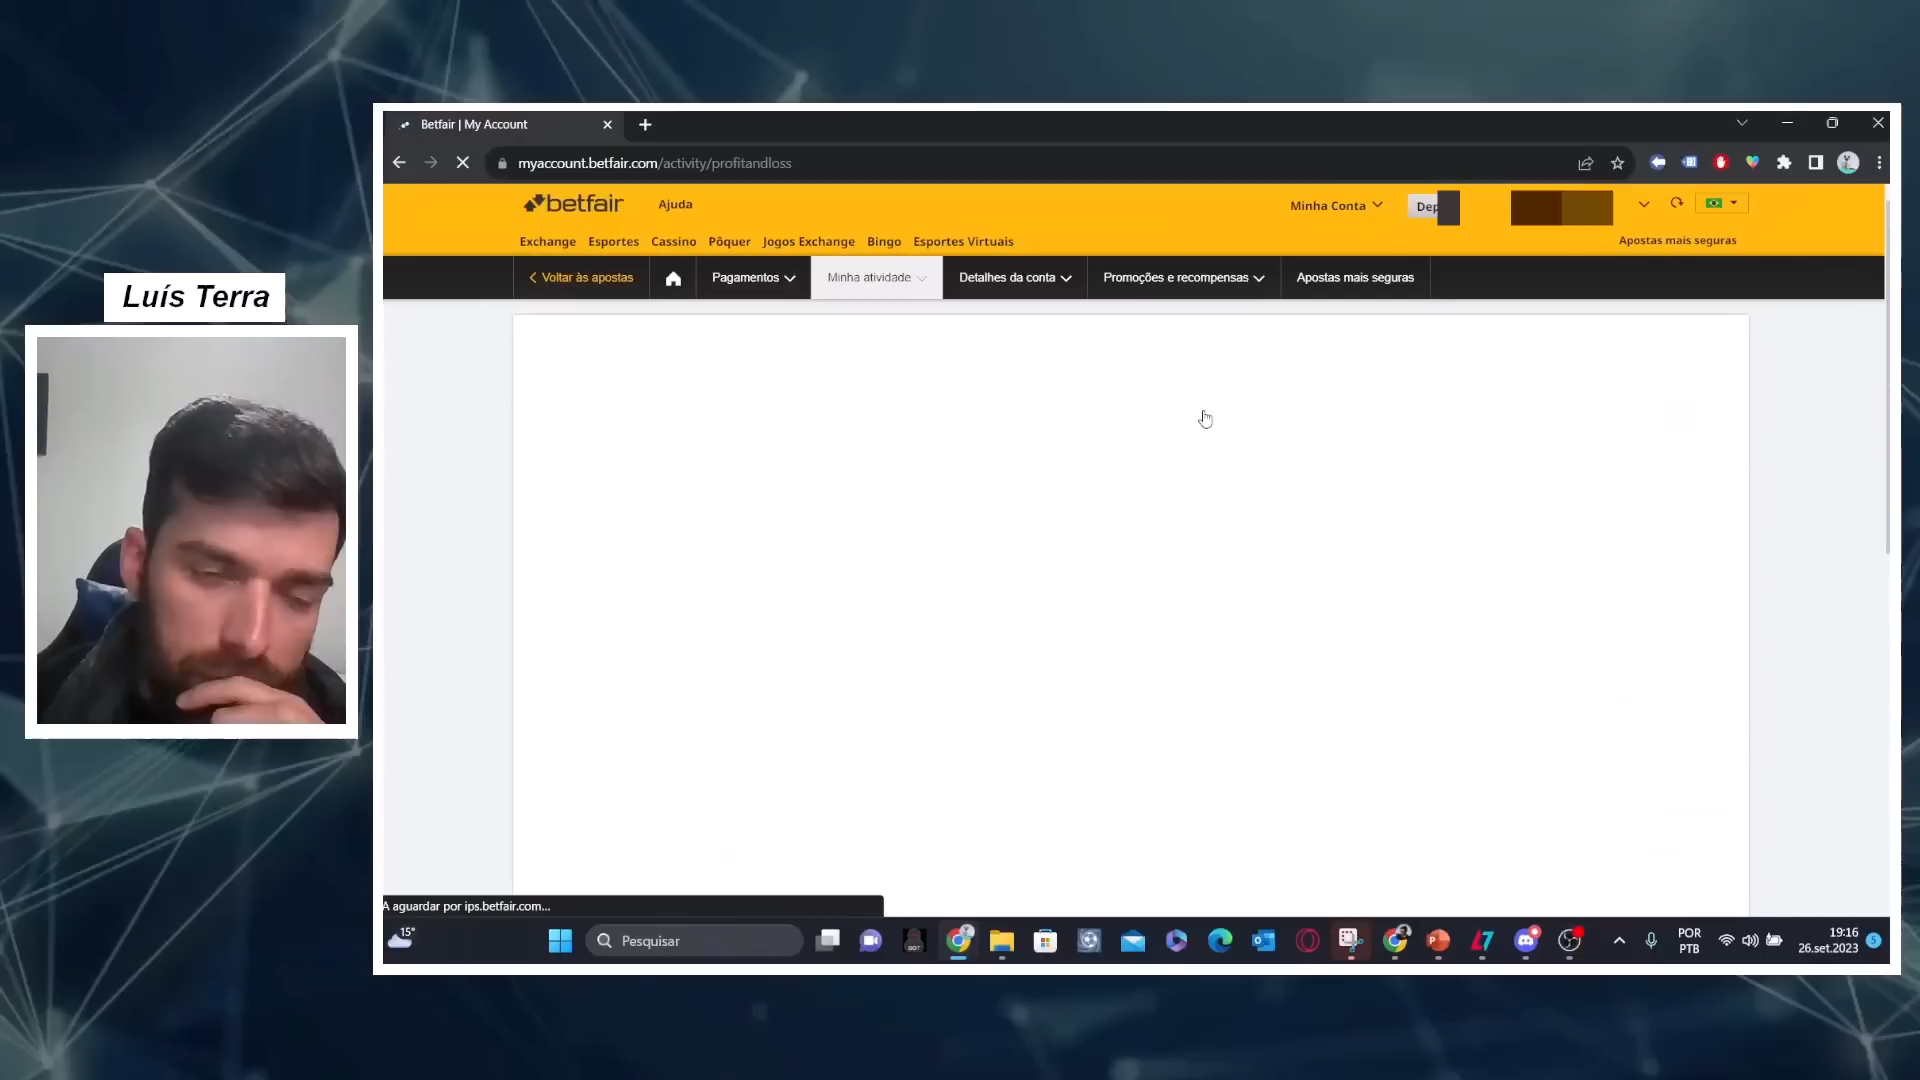 Luís Terra
Betfair | My Account
myaccount.betfair.com/activity/profitandloss
betfair
Ajuda
Minha Conta
Dep
Exchange Esportes Cassino Pôquer Jogos Exchange Bingo Esportes Virtuais
Apostas mais seguras
Voltar às apostas
Pagamentos
Minha atividade
Detalhes da conta
Promoções e recompensas
Apostas mais seguras
A aguardar por ips.betfair.com...
15°
Pesquisar
POR
PTB
19:16
26.set.2023
5